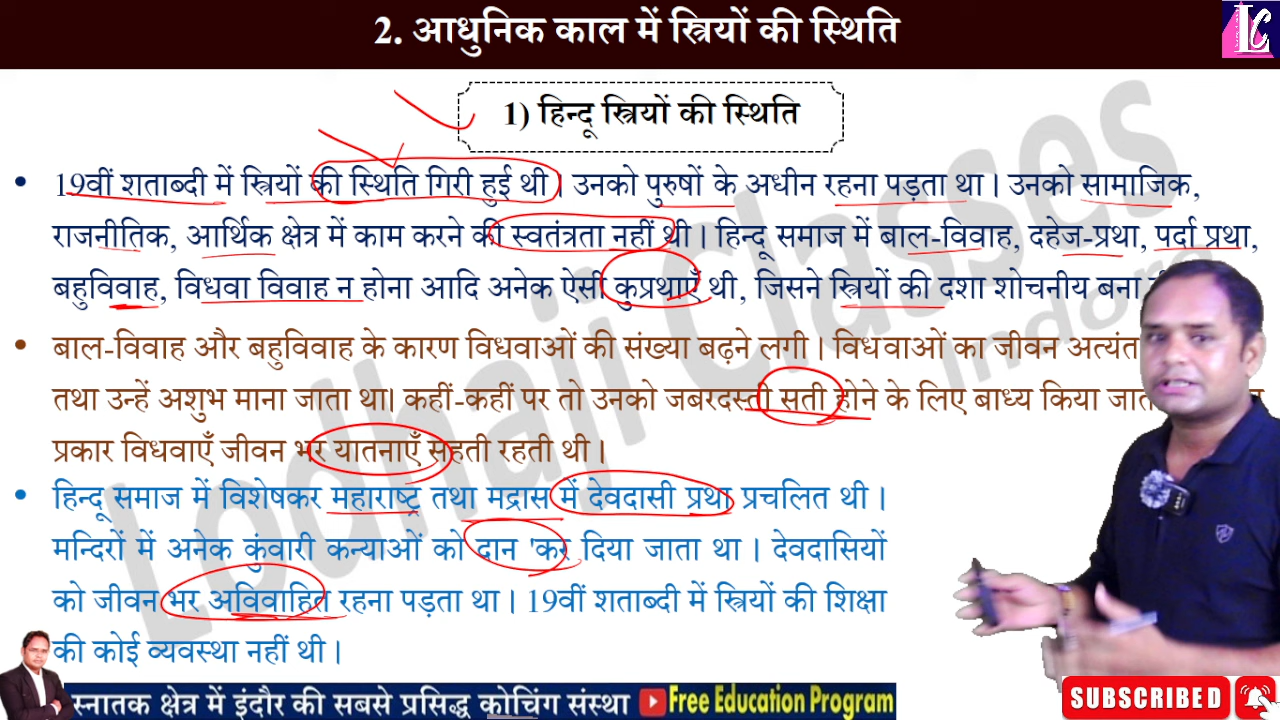 2. आधुनिक काल में स्त्रियों की स्थिति
LC
1) हिन्दू स्त्रियों की स्थिति
• 19वीं शताब्दी में स्त्रियों की स्थिति गिरी हुई थी। उनको पुरुषों के अधीन रहना पड़ता था। उनको सामाजिक,
राजनीतिक, आर्थिक क्षेत्र में काम करने की स्वतंत्रता नहीं थी। हिन्दू समाज में बाल-विवाह, दहेज-प्रथा, पर्दा प्रथा,
बहुविवाह, विधवा विवाह न होना आदि अनेक ऐसी कुप्रथाएँ थी, जिसने स्त्रियों की दशा शोचनीय बना
• बाल-विवाह और बहुविवाह के कारण विधवाओं की संख्या बढ़ने लगी। विधवाओं का जीवन अत्यंत
तथा उन्हें अशुभ माना जाता था। कहीं-कहीं पर तो उनको जबरदस्ती सती होने के लिए बाध्य किया
प्रकार विधवाएँ जीवन भर यातनाएँ सहती रहती थी।
• हिन्दू समाज में विशेषकर महाराष्ट्र तथा मद्रास में देवदासी प्रथा प्रचलित थी।
मन्दिरों में अनेक कुंवारी कन्याओं को दान 'कर दिया जाता था। देवदासियों
को जीवन भर अविवाहित रहना पड़ता था। 19वीं शताब्दी में स्त्रियों की शिक्षा
की कोई व्यवस्था नहीं थी।
Lodhaji Classes
Indore
स्नातक क्षेत्र में इंदौर की सबसे प्रसिद्ध कोचिंग संस्था Free Education Program
SUBSCRIBED